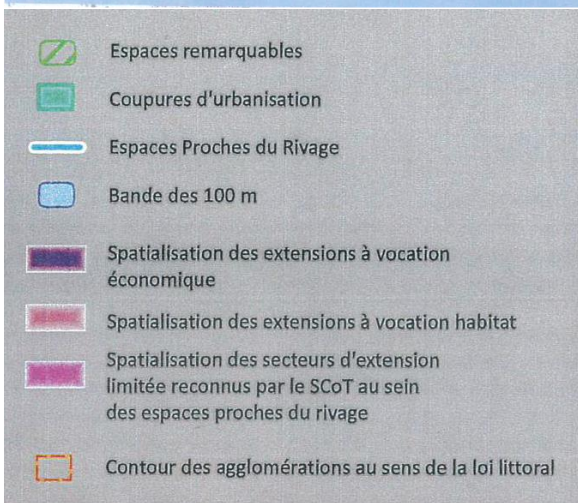 Espaces remarquables
Coupures d'urbanisation
Espaces Proches du Rivage
Bande des 100 m
Spatialisation des extensions à vocation
économique
Spatialisation des extensions à vocation habitat
Spatialisation des secteurs d'extension
limitée reconnus par le SCoT au sein
des espaces proches du rivage
Contour des agglomérations au sens de la loi littoral